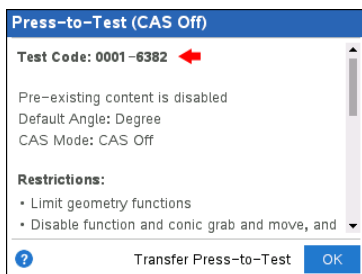 Press-to-Test (CAS Off)
Test Code: 0001-6382
Pre-existing content is disabled
Default Angle: Degree
CAS Mode: CAS Off
Restrictions:
• Limit geometry functions
• Disable function and conic grab and move, and
?
Transfer Press-to-Test
OK